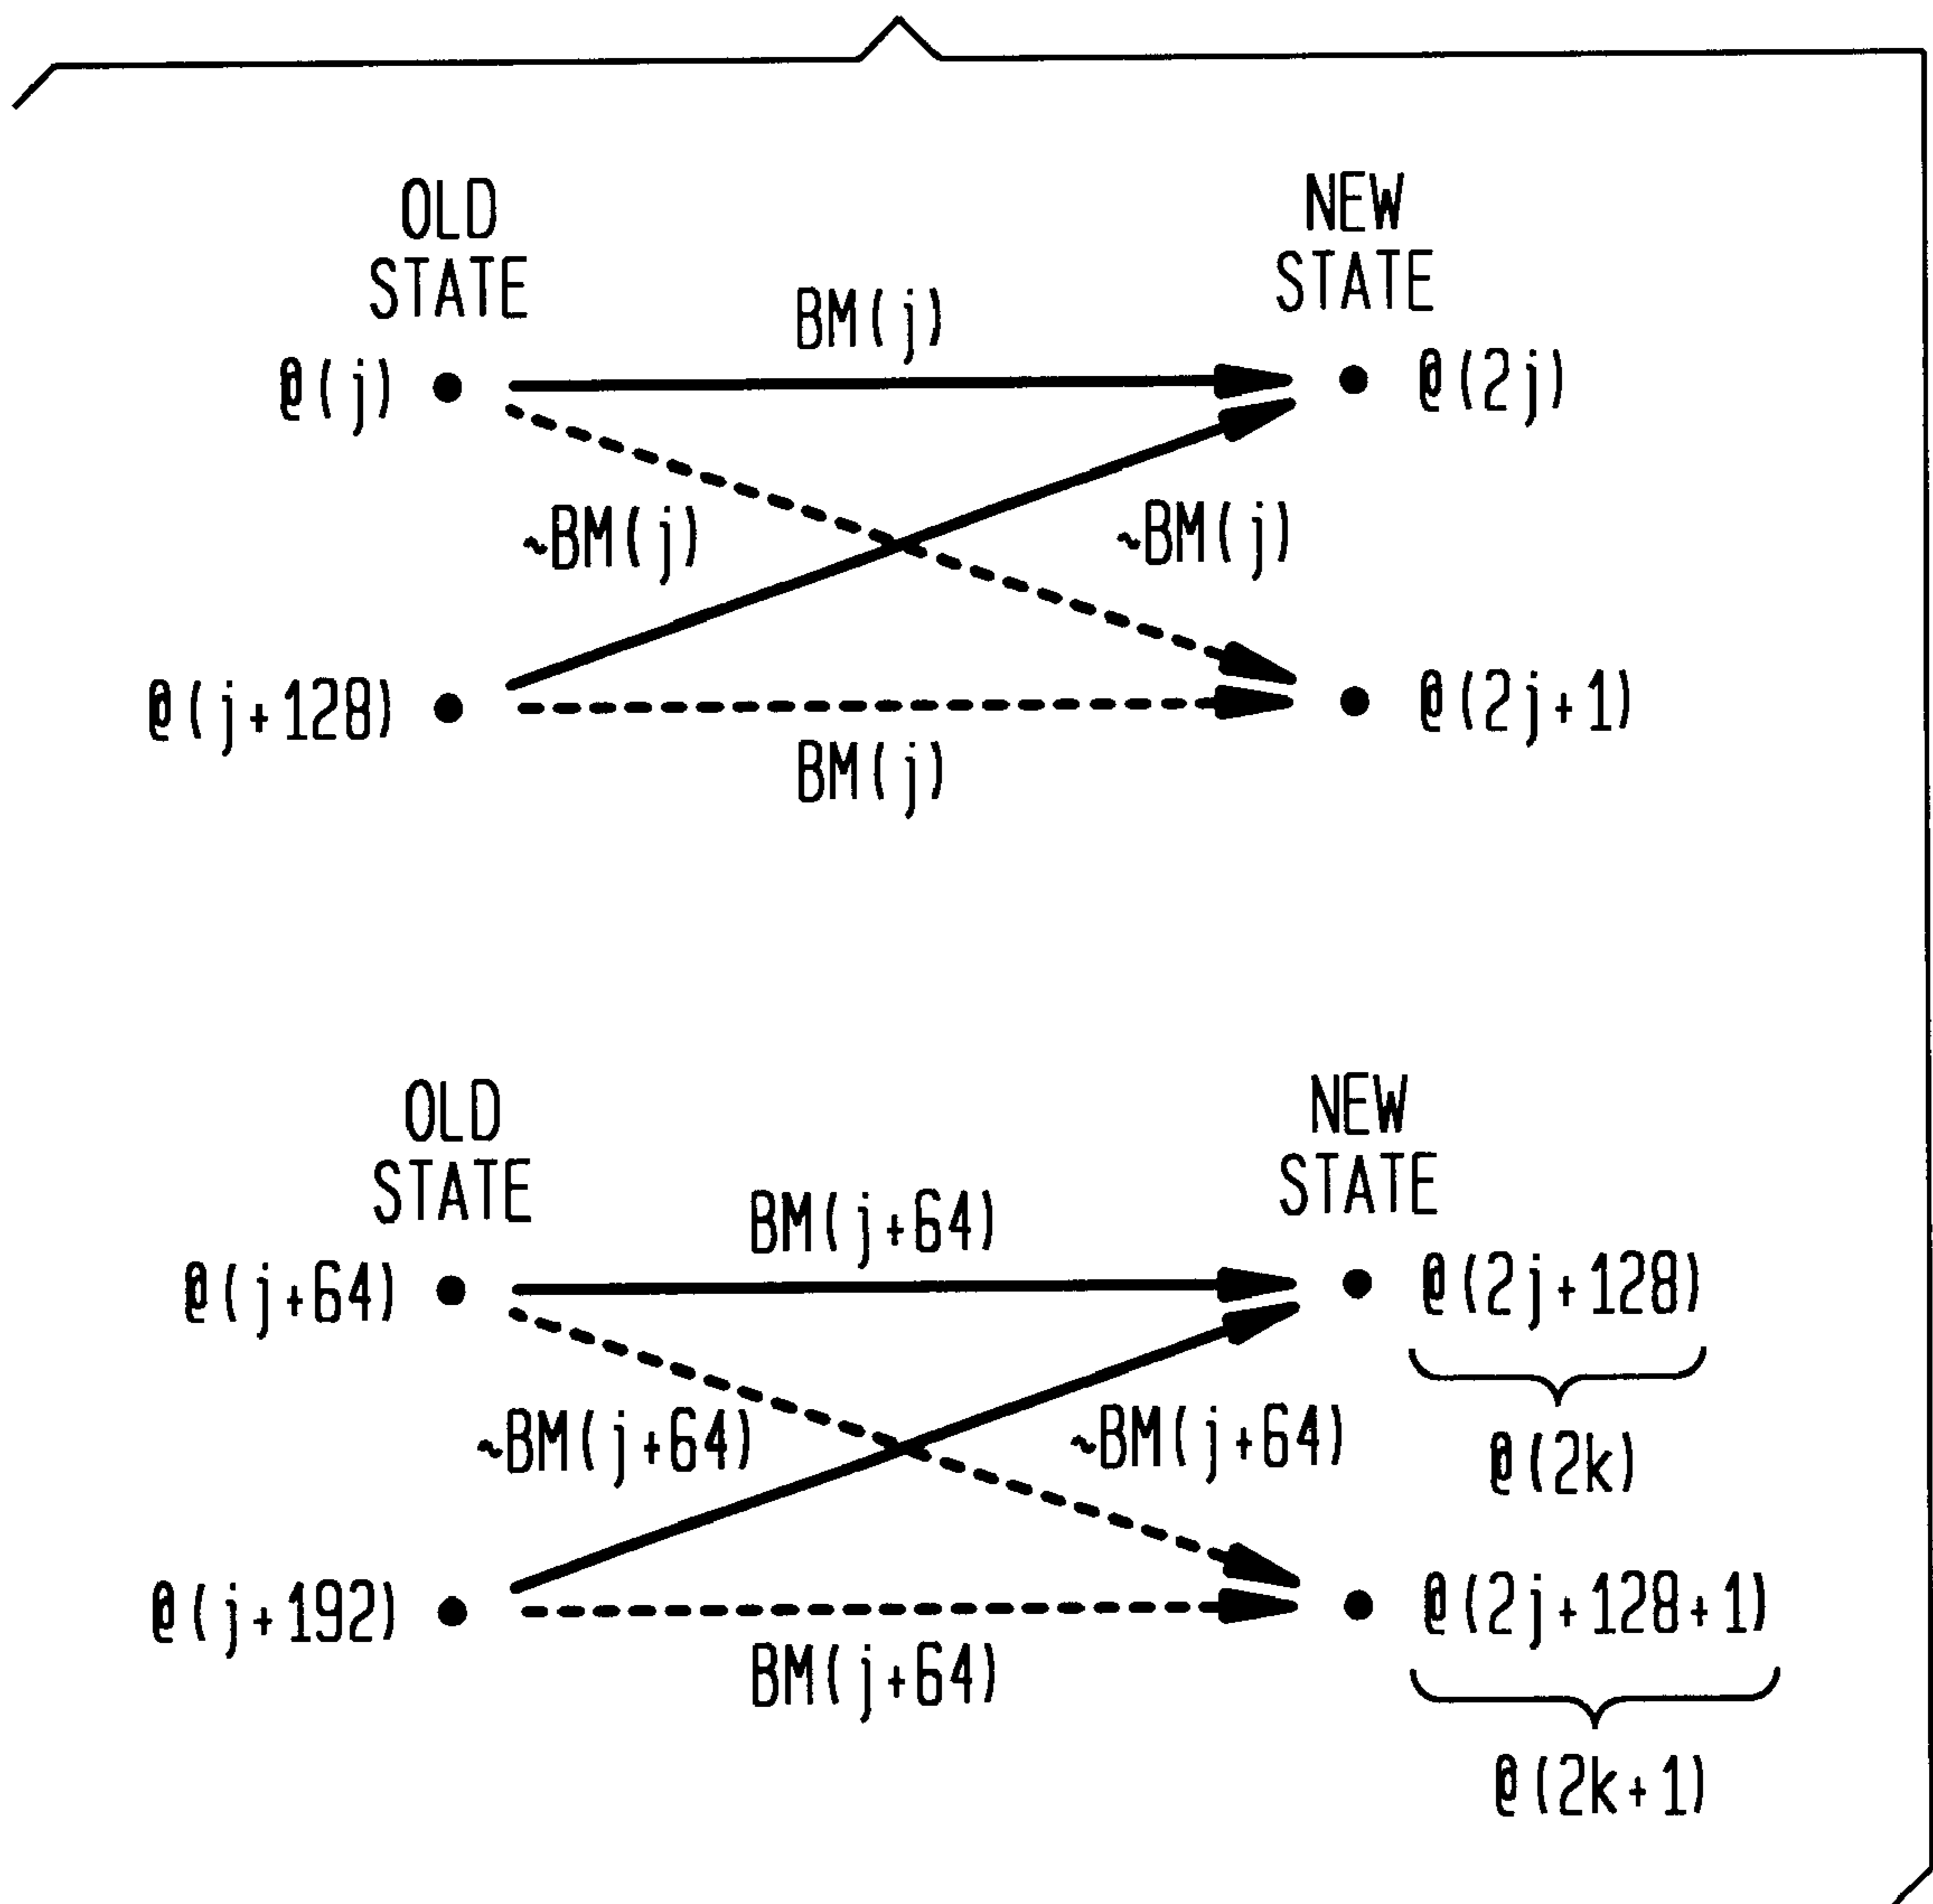 OLD STATE
NEW STATE
BM(j)
@(j)
@(2j)
~BM(j)
~BM(j)
@(j+128)
@(2j+1)
BM(j)
OLD STATE
NEW STATE
BM(j+64)
@(j+64)
@(2j+128)
~BM(j+64)
~BM(j+64)
@(2k)
@(j+192)
@(2j+128+1)
BM(j+64)
@(2k+1)